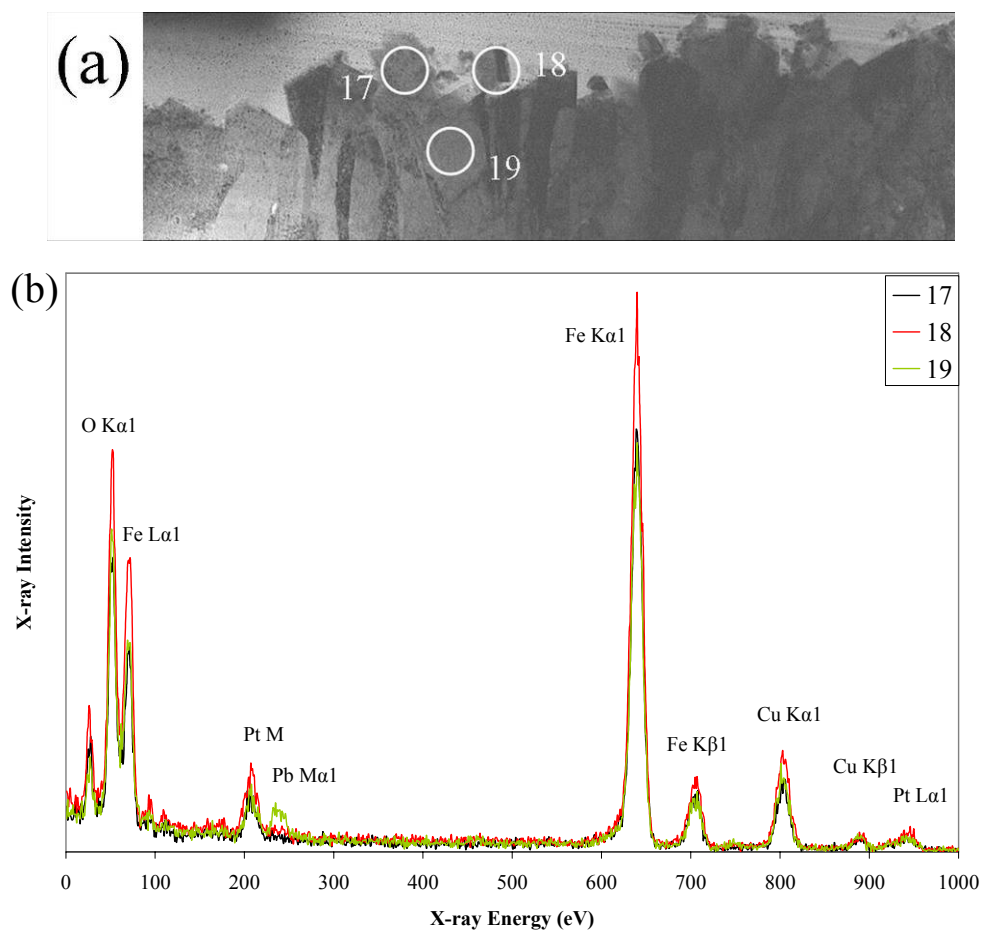 (a)
17
18
19
(b)
17
18
19
Fe Kα1
O Kα1
Fe Lα1
Pt M
Pb Mα1
Fe Kβ1
Cu Kα1
Cu Kβ1
Pt Lα1
X-ray Intensity
0 100 200 300 400 500 600 700 800 900 1000
X-ray Energy (eV)